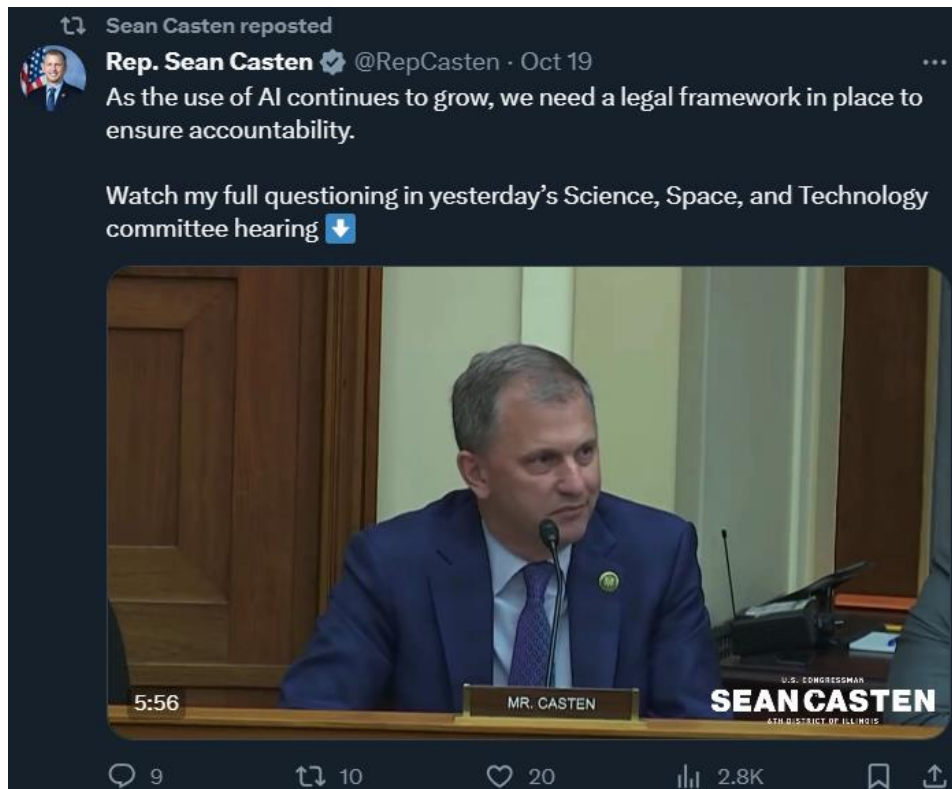 Sean Casten reposted
Rep. Sean Casten @RepCasten · Oct 19
As the use of AI continues to grow, we need a legal framework in place to
ensure accountability.
Watch my full questioning in yesterday's Science, Space, and Technology
committee hearing ⬇️
5:56
MR. CASTEN
U.S. CONGRESSMAN
SEAN CASTEN
6TH DISTRICT OF ILLINOIS
9 10 20 2.8K